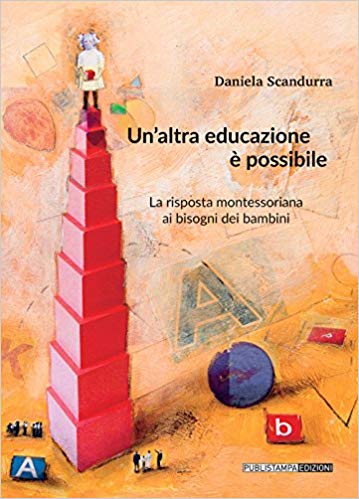 Daniela Scandurra
Un'altra educazione
è possibile
La risposta montessoriana
ai bisogni dei bambini
A
b
A
PUBLISTAMPA EDIZIONI